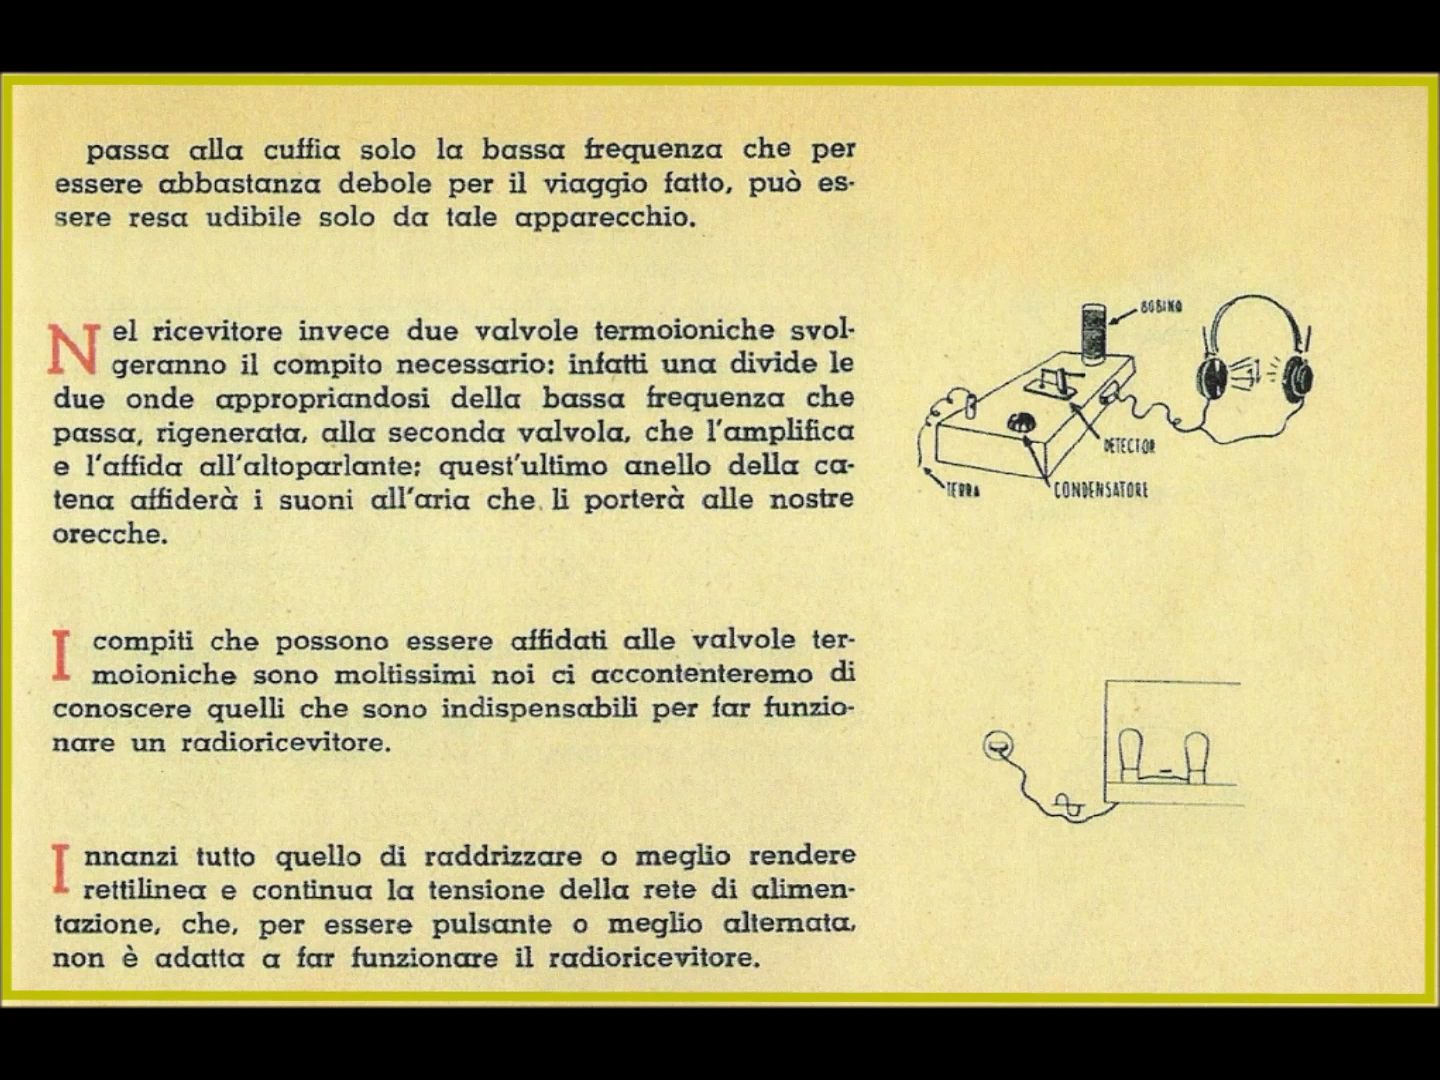 passa alla cuffia solo la bassa frequenza che per
essere abbastanza debole per il viaggio fatto, può es-
sere resa udibile solo da tale apparecchio.
Nel ricevitore invece due valvole termoioniche svol-
geranno il compito necessario: infatti una divide le
due onde appropriandosi della bassa frequenza che
passa, rigenerata, alla seconda valvola, che l'amplifica
e l'affida all'altoparlante; quest'ultimo anello della ca-
tena affiderà i suoni all'aria che li porterà alle nostre
orecche.
I compiti che possono essere affidati alle valvole ter-
moioniche sono moltissimi noi ci accontenteremo di
conoscere quelli che sono indispensabili per far funzio-
nare un radioricevitore.
Innanzi tutto quello di raddrizzare o meglio rendere
rettilinea e continua la tensione della rete di alimen-
tazione, che, per essere pulsante o meglio alternata,
non è adatta a far funzionare il radioricevitore.
BOBINA
DETECTOR
TERRA
CONDENSATORE